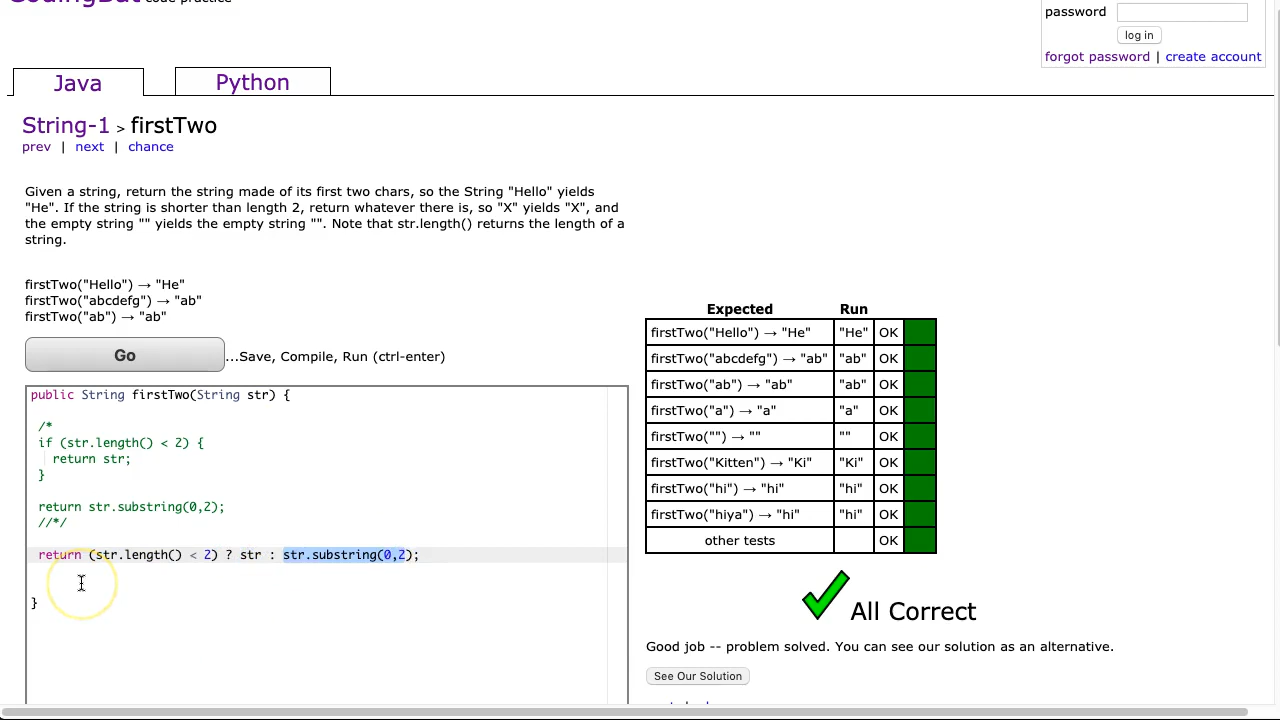 CodingBat code practice
password
log in
forgot password | create account
Java
Python
String-1 > firstTwo
prev | next | chance
Given a string, return the string made of its first two chars, so the String "Hello" yields
"He". If the string is shorter than length 2, return whatever there is, so "X" yields "X", and
the empty string "" yields the empty string "". Note that str.length() returns the length of a
string.
firstTwo("Hello") → "He"
firstTwo("abcdefg") → "ab"
firstTwo("ab") → "ab"
Go ...Save, Compile, Run (ctrl-enter)
public String firstTwo(String str) {
/*
if (str.length() < 2) {
return str;
}
return str.substring(0,2);
//*/
return (str.length() < 2) ? str : str.substring(0,2);
}
Expected Run
firstTwo("Hello") → "He" "He" OK
firstTwo("abcdefg") → "ab" "ab" OK
firstTwo("ab") → "ab" "ab" OK
firstTwo("a") → "a" "a" OK
firstTwo("") → "" "" OK
firstTwo("Kitten") → "Ki" "Ki" OK
firstTwo("hi") → "hi" "hi" OK
firstTwo("hiya") → "hi" "hi" OK
other tests OK
All Correct
Good job -- problem solved. You can see our solution as an alternative.
See Our Solution